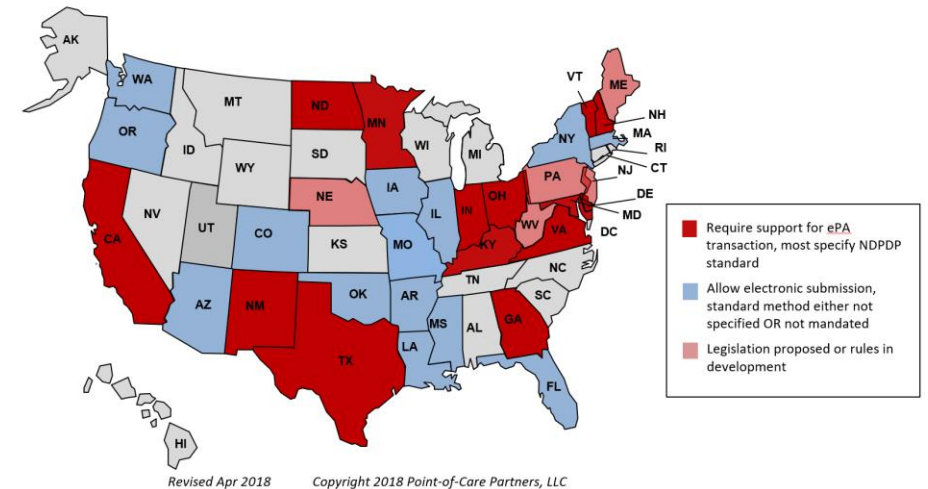 AK
WA
OR
MT
ID
WY
ND
SD
MN
WI
MI
NE
IA
NV
UT
CO
CA
KS
MO
IL
IN
OH
KY
WV
VA
PA
NY
VT
ME
NH
MA
RI
CT
NJ
DE
MD
DC
AZ
NM
OK
AR
TN
NC
SC
MS
AL
GA
LA
TX
FL
HI
Require support for ePA
transaction, most specify NDPDP
standard
Allow electronic submission,
standard method either not
specified OR not mandated
Legislation proposed or rules in
development
Revised Apr 2018 Copyright 2018 Point-of-Care Partners, LLC